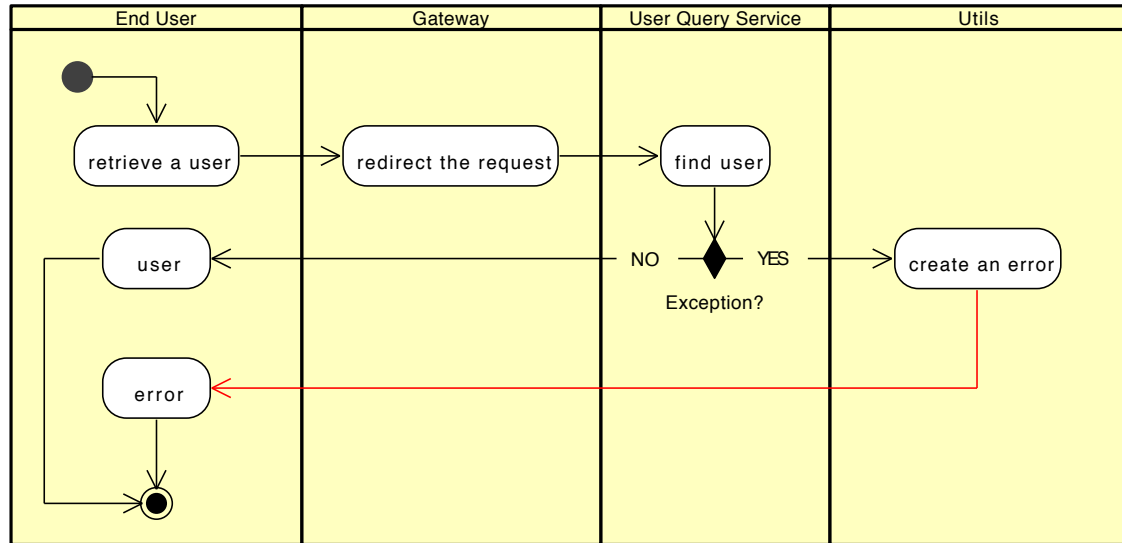 End User
Gateway
User Query Service
Utils
retrieve a user
redirect the request
find user
user
NO
YES
create an error
Exception?
error